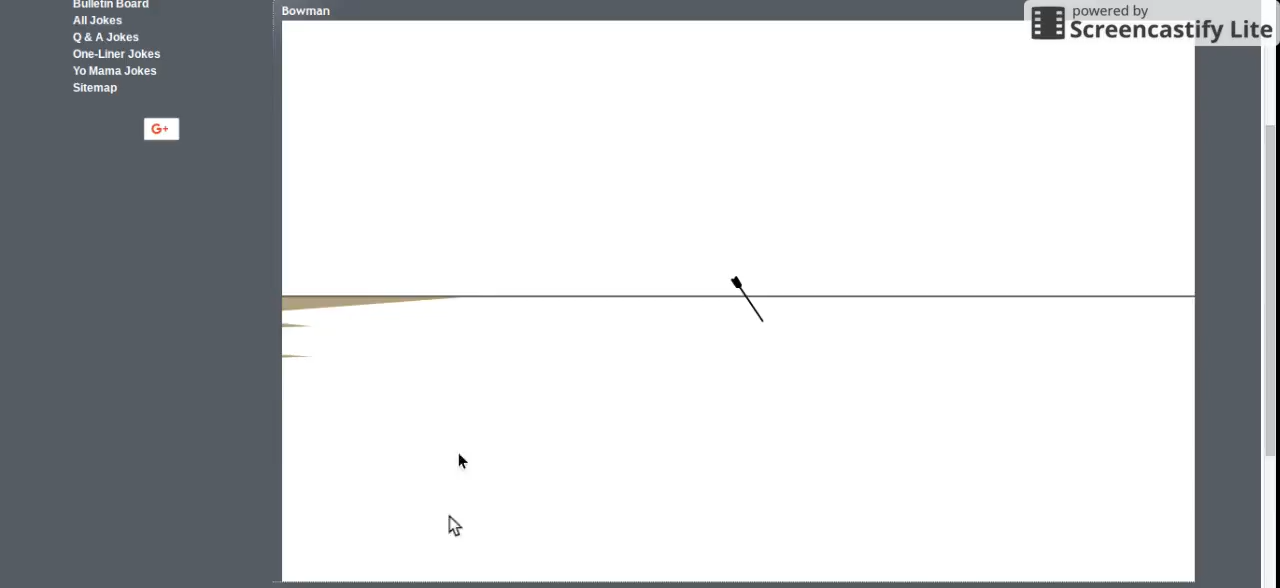 Bulletin Board
All Jokes
Q & A Jokes
One-Liner Jokes
Yo Mama Jokes
Sitemap
G+
Bowman
powered by
Screencastify Lite